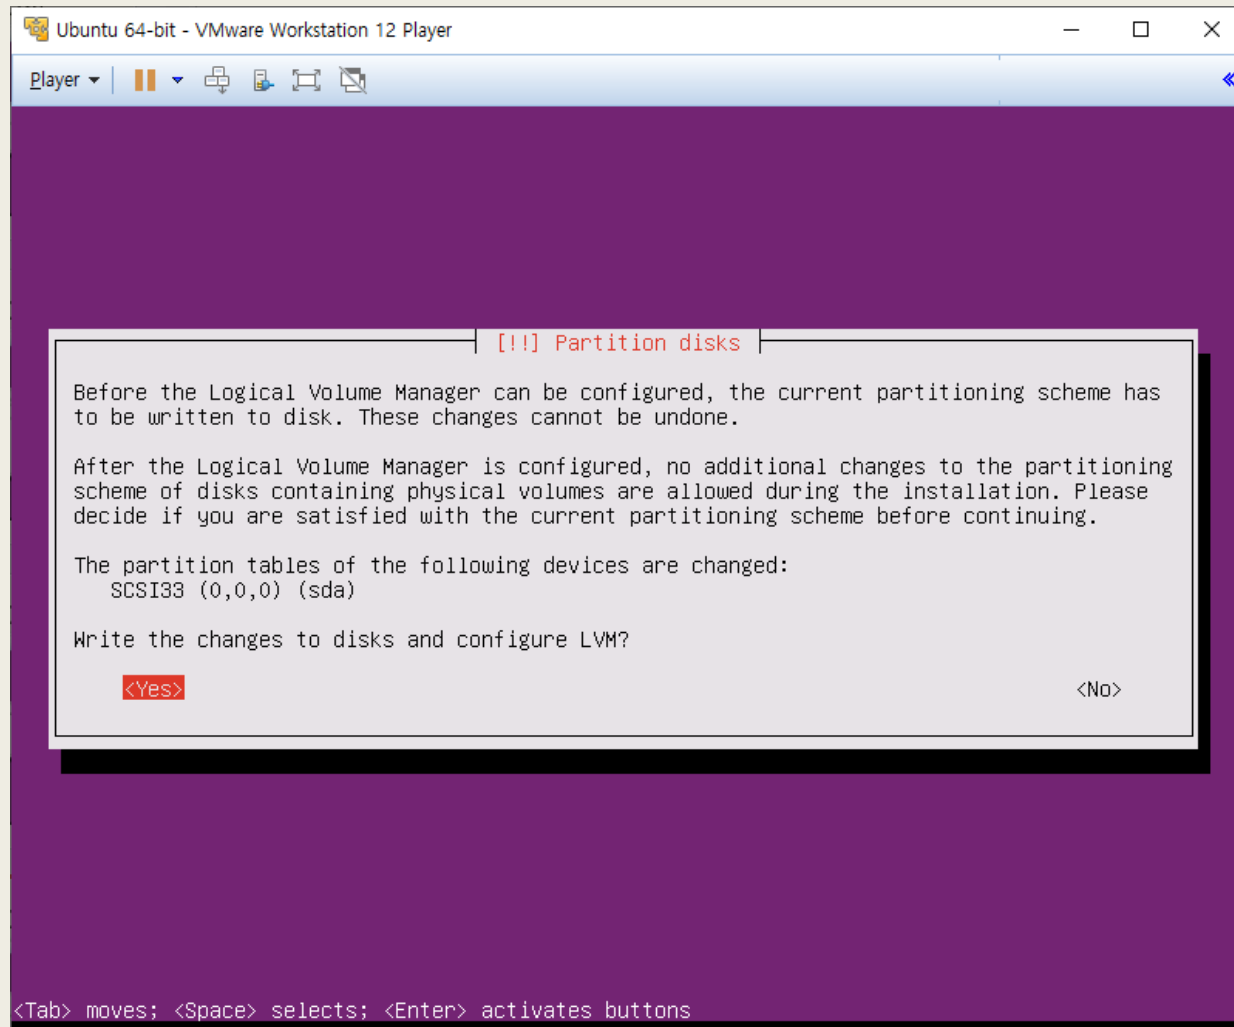 Ubuntu 64-bit - VMware Workstation 12 Player
Player
[!!] Partition disks
Before the Logical Volume Manager can be configured, the current partitioning scheme has
to be written to disk. These changes cannot be undone.
After the Logical Volume Manager is configured, no additional changes to the partitioning
scheme of disks containing physical volumes are allowed during the installation. Please
decide if you are satisfied with the current partitioning scheme before continuing.
The partition tables of the following devices are changed:
SCSI33 (0,0,0) (sda)
Write the changes to disks and configure LVM?
<Yes> <No>
<Tab> moves; <Space> selects; <Enter> activates buttons